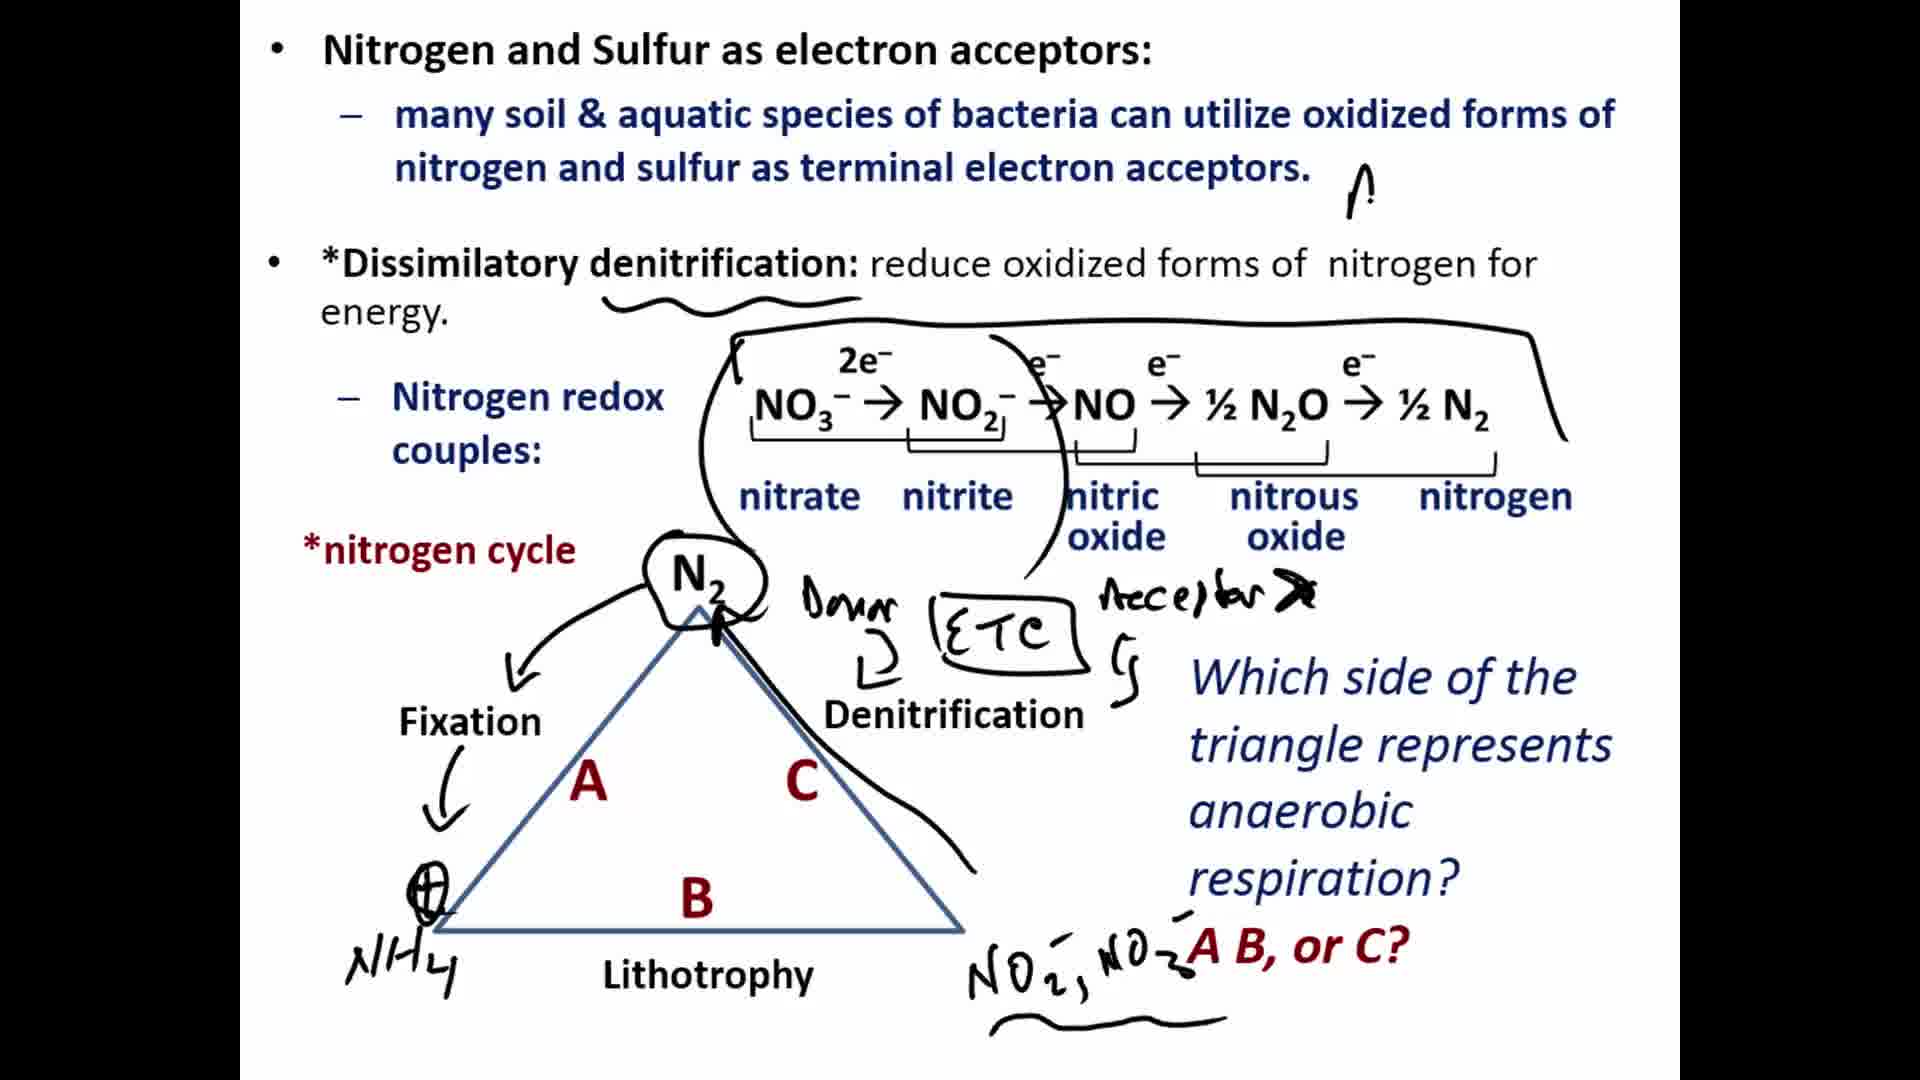 • Nitrogen and Sulfur as electron acceptors:
– many soil & aquatic species of bacteria can utilize oxidized forms of
nitrogen and sulfur as terminal electron acceptors.
• *Dissimilatory denitrification: reduce oxidized forms of nitrogen for
energy.
2e⁻ e⁻ e⁻ e⁻
– Nitrogen redox NO₃⁻ → NO₂⁻ → NO → ½ N₂O → ½ N₂
couples:
nitrate nitrite nitric nitrous nitrogen
oxide oxide
*nitrogen cycle
N₂
Donor ETC Acceptor
Fixation
Denitrification
A
C
B
NH₄⁺
Lithotrophy
NO₂⁻, NO₃⁻
Which side of the
triangle represents
anaerobic
respiration?
A B, or C?